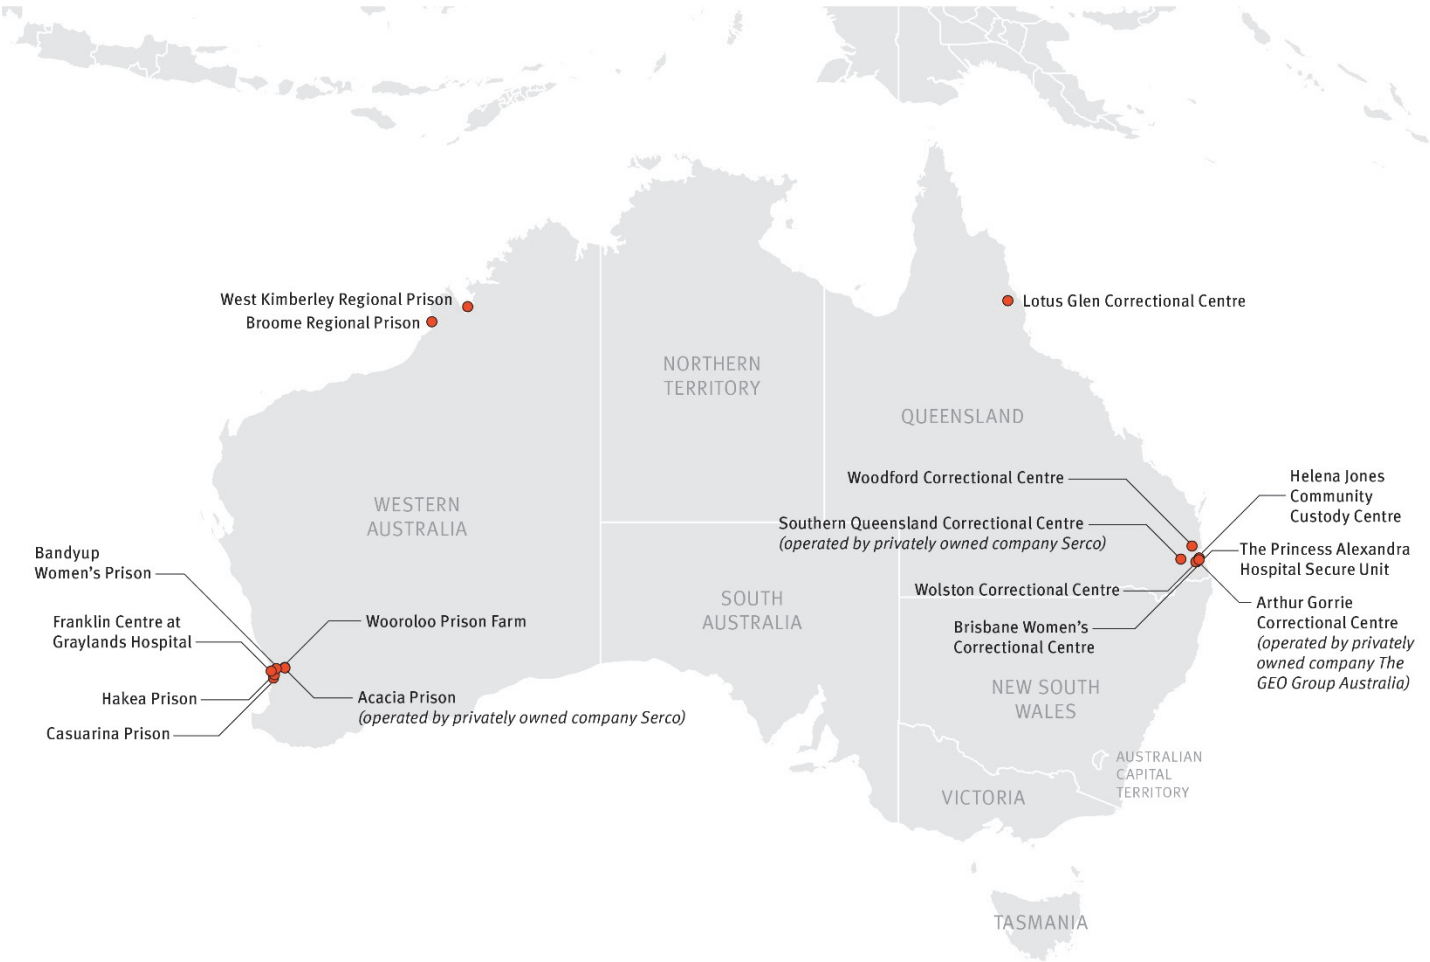 West Kimberley Regional Prison
Broome Regional Prison
Lotus Glen Correctional Centre
NORTHERN
TERRITORY
QUEENSLAND
WESTERN
AUSTRALIA
SOUTH
AUSTRALIA
Woodford Correctional Centre
Southern Queensland Correctional Centre
(operated by privately owned company Serco)
Wolston Correctional Centre
Brisbane Women’s
Correctional Centre
Helena Jones
Community
Custody Centre
The Princess Alexandra
Hospital Secure Unit
Arthur Gorrie
Correctional Centre
(operated by privately
owned company The
GEO Group Australia)
Bandyup
Women’s Prison
Franklin Centre at
Graylands Hospital
Hakea Prison
Casuarina Prison
Wooroloo Prison Farm
Acacia Prison
(operated by privately owned company Serco)
NEW SOUTH
WALES
AUSTRALIAN
CAPITAL
TERRITORY
VICTORIA
TASMANIA